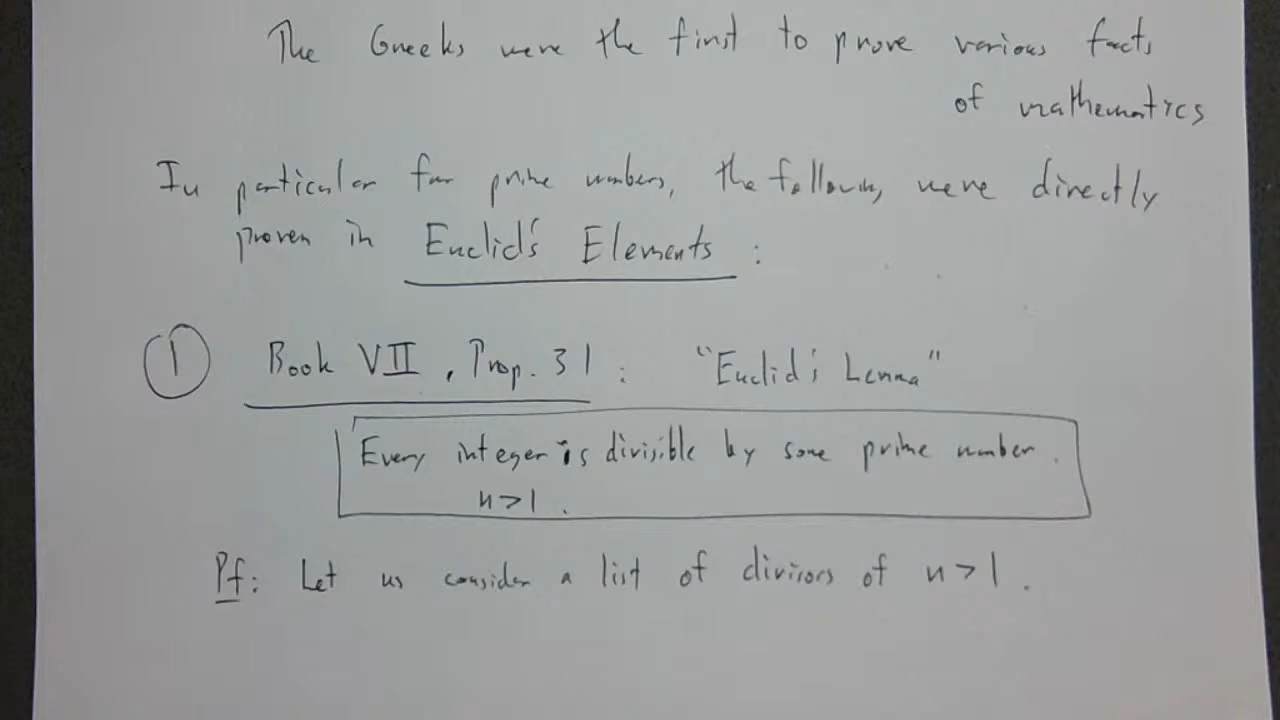 The Greeks were the first to prove various facts
of mathematics
In particular for prime numbers, the following were directly
proven in Euclid's Elements :
① Book VII, Prop. 31 : "Euclid's Lemma"
Every integer is divisible by some prime number.
n>1.
Pf: Let us consider a list of divisors of n>1.